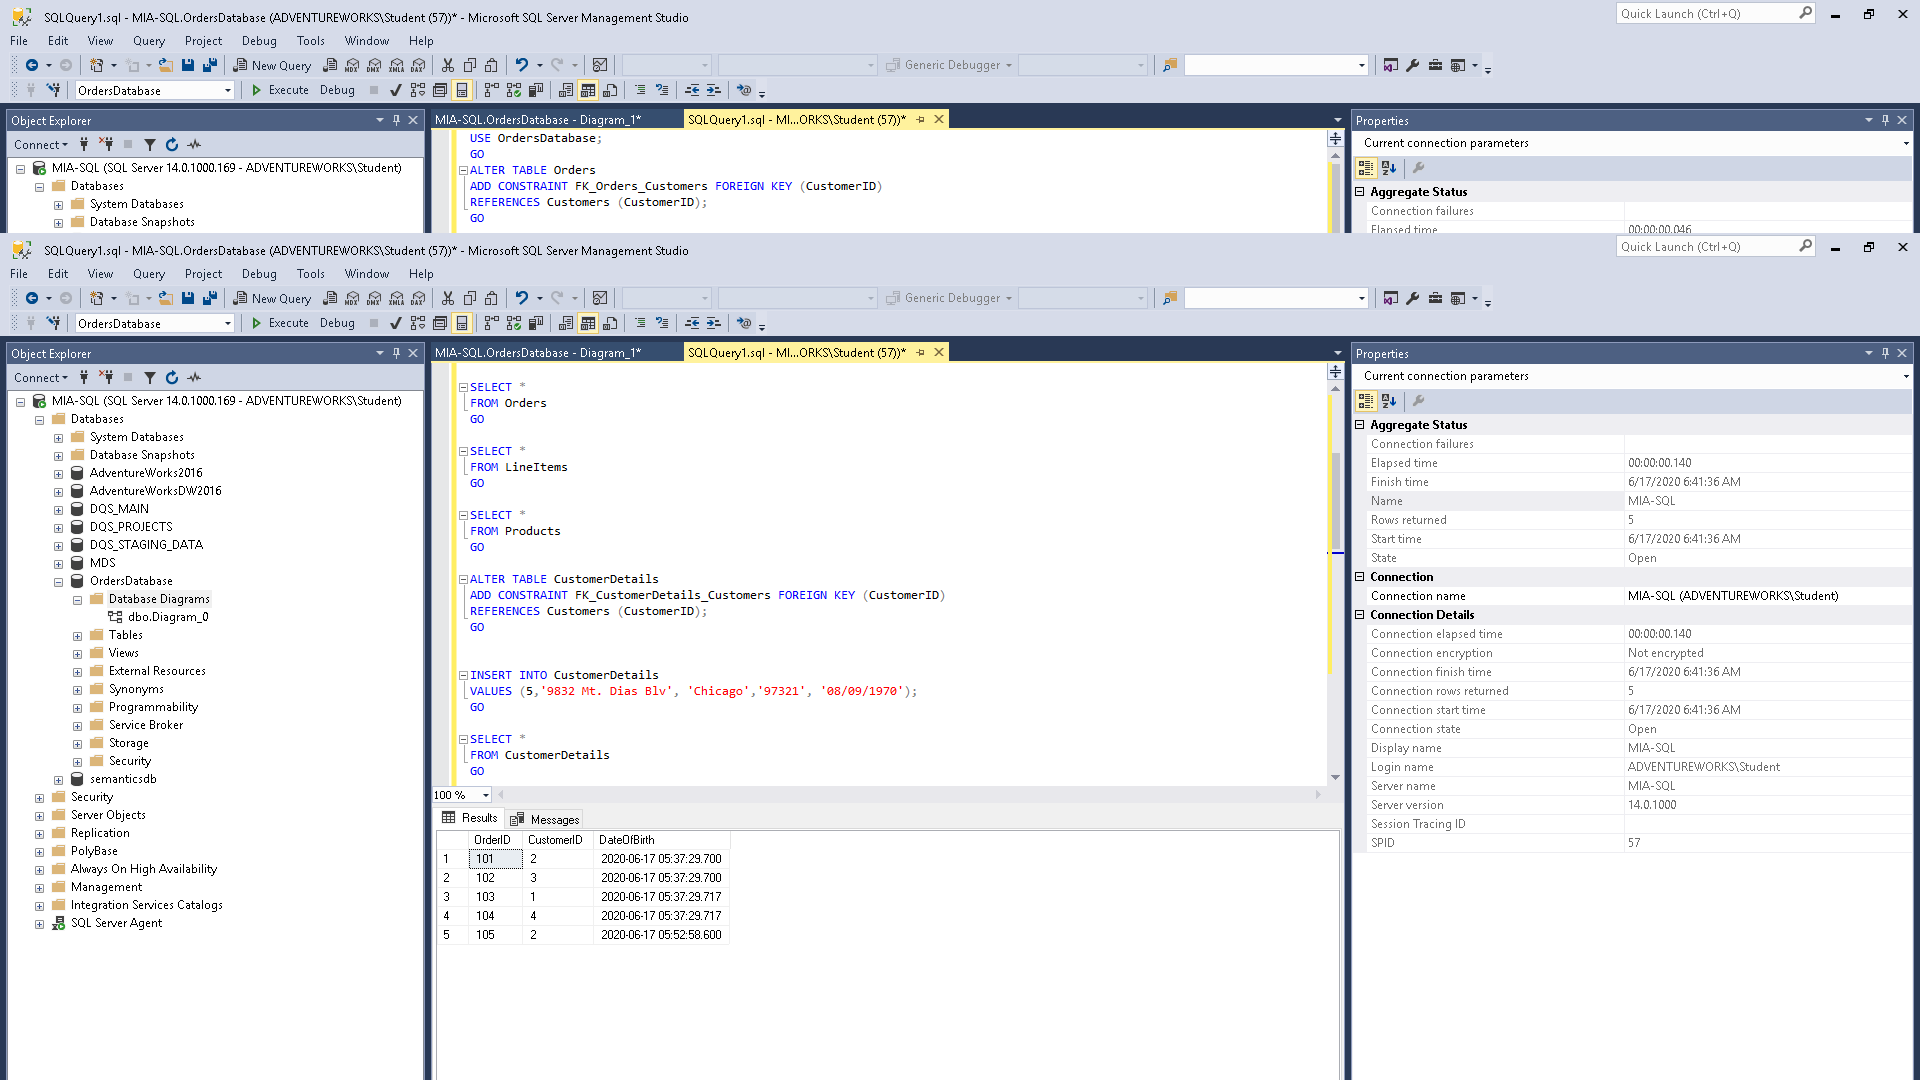 SQLQuery1.sql - MIA-SQL.OrdersDatabase (ADVENTUREWORKS\Student (57))* - Microsoft SQL Server Management Studio
Quick Launch (Ctrl+Q)
File Edit View Query Project Debug Tools Window Help
New Query MDX DMX XMLA DAX Generic Debugger
OrdersDatabase Execute Debug
Object Explorer
Connect
MIA-SQL (SQL Server 14.0.1000.169 - ADVENTUREWORKS\Student)
Databases
System Databases
Database Snapshots
MIA-SQL.OrdersDatabase - Diagram_1*
SQLQuery1.sql - MI...ORKS\Student (57))*
USE OrdersDatabase;
GO
ALTER TABLE Orders
ADD CONSTRAINT FK_Orders_Customers FOREIGN KEY (CustomerID)
REFERENCES Customers (CustomerID);
GO
Properties
Current connection parameters
Aggregate Status
Connection failures
Elapsed time 00:00:00.046
SQLQuery1.sql - MIA-SQL.OrdersDatabase (ADVENTUREWORKS\Student (57))* - Microsoft SQL Server Management Studio
Quick Launch (Ctrl+Q)
File Edit View Query Project Debug Tools Window Help
New Query MDX DMX XMLA DAX Generic Debugger
OrdersDatabase Execute Debug
Object Explorer
Connect
MIA-SQL (SQL Server 14.0.1000.169 - ADVENTUREWORKS\Student)
Databases
System Databases
Database Snapshots
AdventureWorks2016
AdventureWorksDW2016
DQS_MAIN
DQS_PROJECTS
DQS_STAGING_DATA
MDS
OrdersDatabase
Database Diagrams
dbo.Diagram_0
Tables
Views
External Resources
Synonyms
Programmability
Service Broker
Storage
Security
semanticsdb
Security
Server Objects
Replication
PolyBase
Always On High Availability
Management
Integration Services Catalogs
SQL Server Agent
MIA-SQL.OrdersDatabase - Diagram_1*
SQLQuery1.sql - MI...ORKS\Student (57))*
SELECT *
FROM Orders
GO
SELECT *
FROM LineItems
GO
SELECT *
FROM Products
GO
ALTER TABLE CustomerDetails
ADD CONSTRAINT FK_CustomerDetails_Customers FOREIGN KEY (CustomerID)
REFERENCES Customers (CustomerID);
GO
INSERT INTO CustomerDetails
VALUES (5,'9832 Mt. Dias Blv', 'Chicago','97321', '08/09/1970');
GO
SELECT *
FROM CustomerDetails
GO
100 %
Results Messages
OrderID CustomerID DateOfBirth
1 101 2 2020-06-17 05:37:29.700
2 102 3 2020-06-17 05:37:29.700
3 103 1 2020-06-17 05:37:29.717
4 104 4 2020-06-17 05:37:29.717
5 105 2 2020-06-17 05:52:58.600
Properties
Current connection parameters
Aggregate Status
Connection failures
Elapsed time 00:00:00.140
Finish time 6/17/2020 6:41:36 AM
Name MIA-SQL
Rows returned 5
Start time 6/17/2020 6:41:36 AM
State Open
Connection
Connection name MIA-SQL (ADVENTUREWORKS\Student)
Connection Details
Connection elapsed time 00:00:00.140
Connection encryption Not encrypted
Connection finish time 6/17/2020 6:41:36 AM
Connection rows returned 5
Connection start time 6/17/2020 6:41:36 AM
Connection state Open
Display name MIA-SQL
Login name ADVENTUREWORKS\Student
Server name MIA-SQL
Server version 14.0.1000
Session Tracing ID
SPID 57